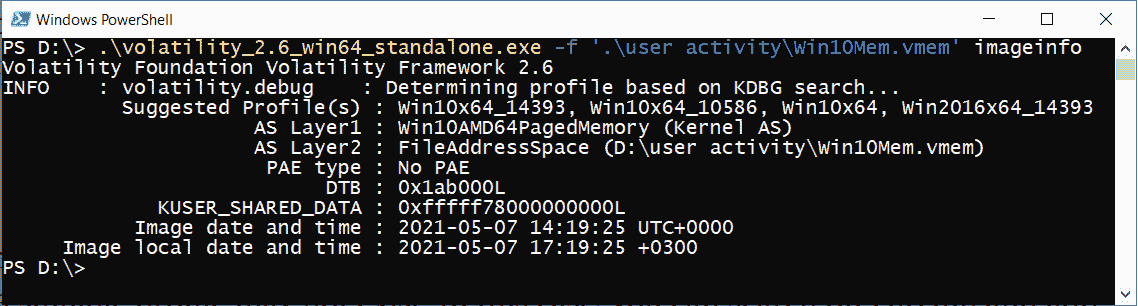 Windows PowerShell
PS D:\> .\volatility_2.6_win64_standalone.exe -f '.\user activity\Win10Mem.vmem' imageinfo
Volatility Foundation Volatility Framework 2.6
INFO    : volatility.debug    : Determining profile based on KDBG search...
          Suggested Profile(s) : Win10x64_14393, Win10x64_10586, Win10x64, Win2016x64_14393
                     AS Layer1 : Win10AMD64PagedMemory (Kernel AS)
                     AS Layer2 : FileAddressSpace (D:\user activity\Win10Mem.vmem)
                      PAE type : No PAE
                           DTB : 0x1ab000L
             KUSER_SHARED_DATA : 0xfffff78000000000L
           Image date and time : 2021-05-07 14:19:25 UTC+0000
     Image local date and time : 2021-05-07 17:19:25 +0300
PS D:\>